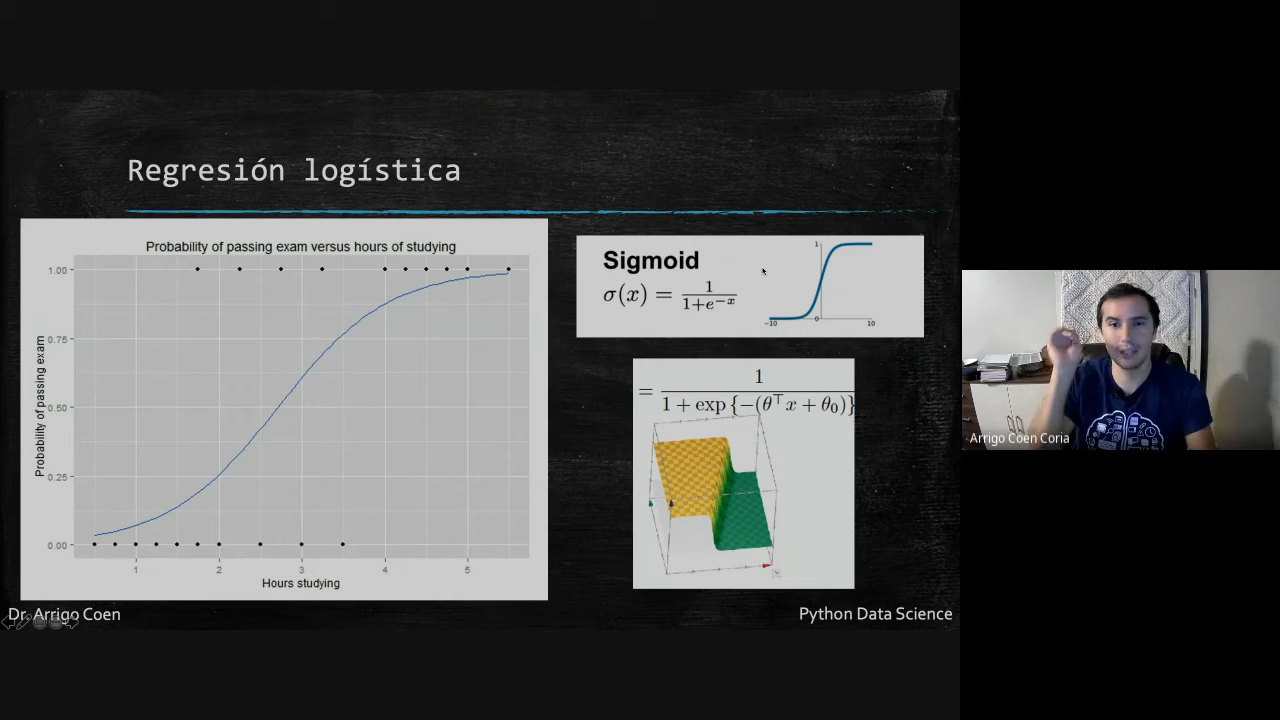 Regresión logística
Probability of passing exam versus hours of studying
1.00
0.75
0.50
0.25
0.00
Probability of passing exam
1 2 3 4 5
Hours studying
Sigmoid
σ(x) = 1 / 1+e^{-x}
1
0
-10 10
= 1 / 1 + exp {-(θ^⊤ x + θ_0)}
Dr. Arrigo Coen
Python Data Science
Arrigo Coen Coria